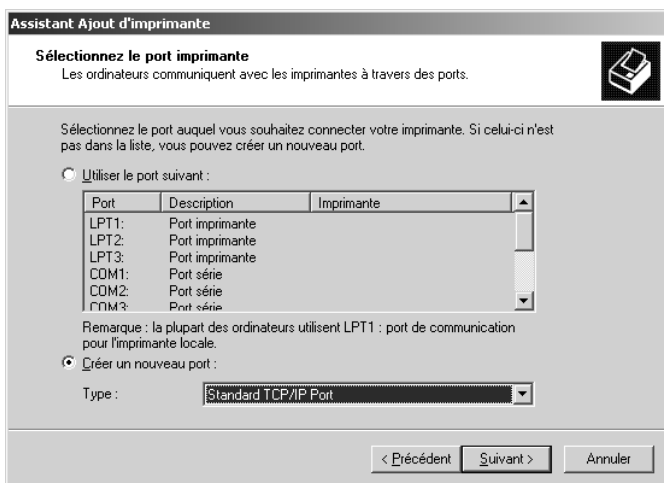 Assistant Ajout d'imprimante
Sélectionnez le port imprimante
Les ordinateurs communiquent avec les imprimantes à travers des ports.
Sélectionnez le port auquel vous souhaitez connecter votre imprimante. Si celui-ci n'est
pas dans la liste, vous pouvez créer un nouveau port.
Utiliser le port suivant :
Port Description Imprimante
LPT1: Port imprimante
LPT2: Port imprimante
LPT3: Port imprimante
COM1: Port série
COM2: Port série
COM3: Port série
Remarque : la plupart des ordinateurs utilisent LPT1 : port de communication
pour l'imprimante locale.
Créer un nouveau port :
Type : Standard TCP/IP Port
< Précédent Suivant > Annuler